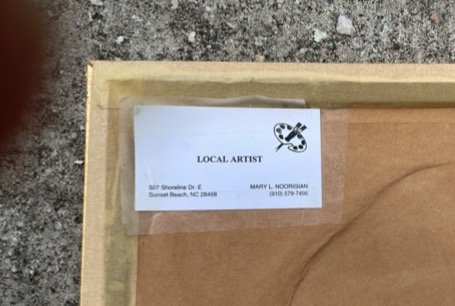 LOCAL ARTIST
507 Shoreline Dr. E
Sunset Beach, NC 28468
MARY L. NOORIGIAN
(910) 579-7406